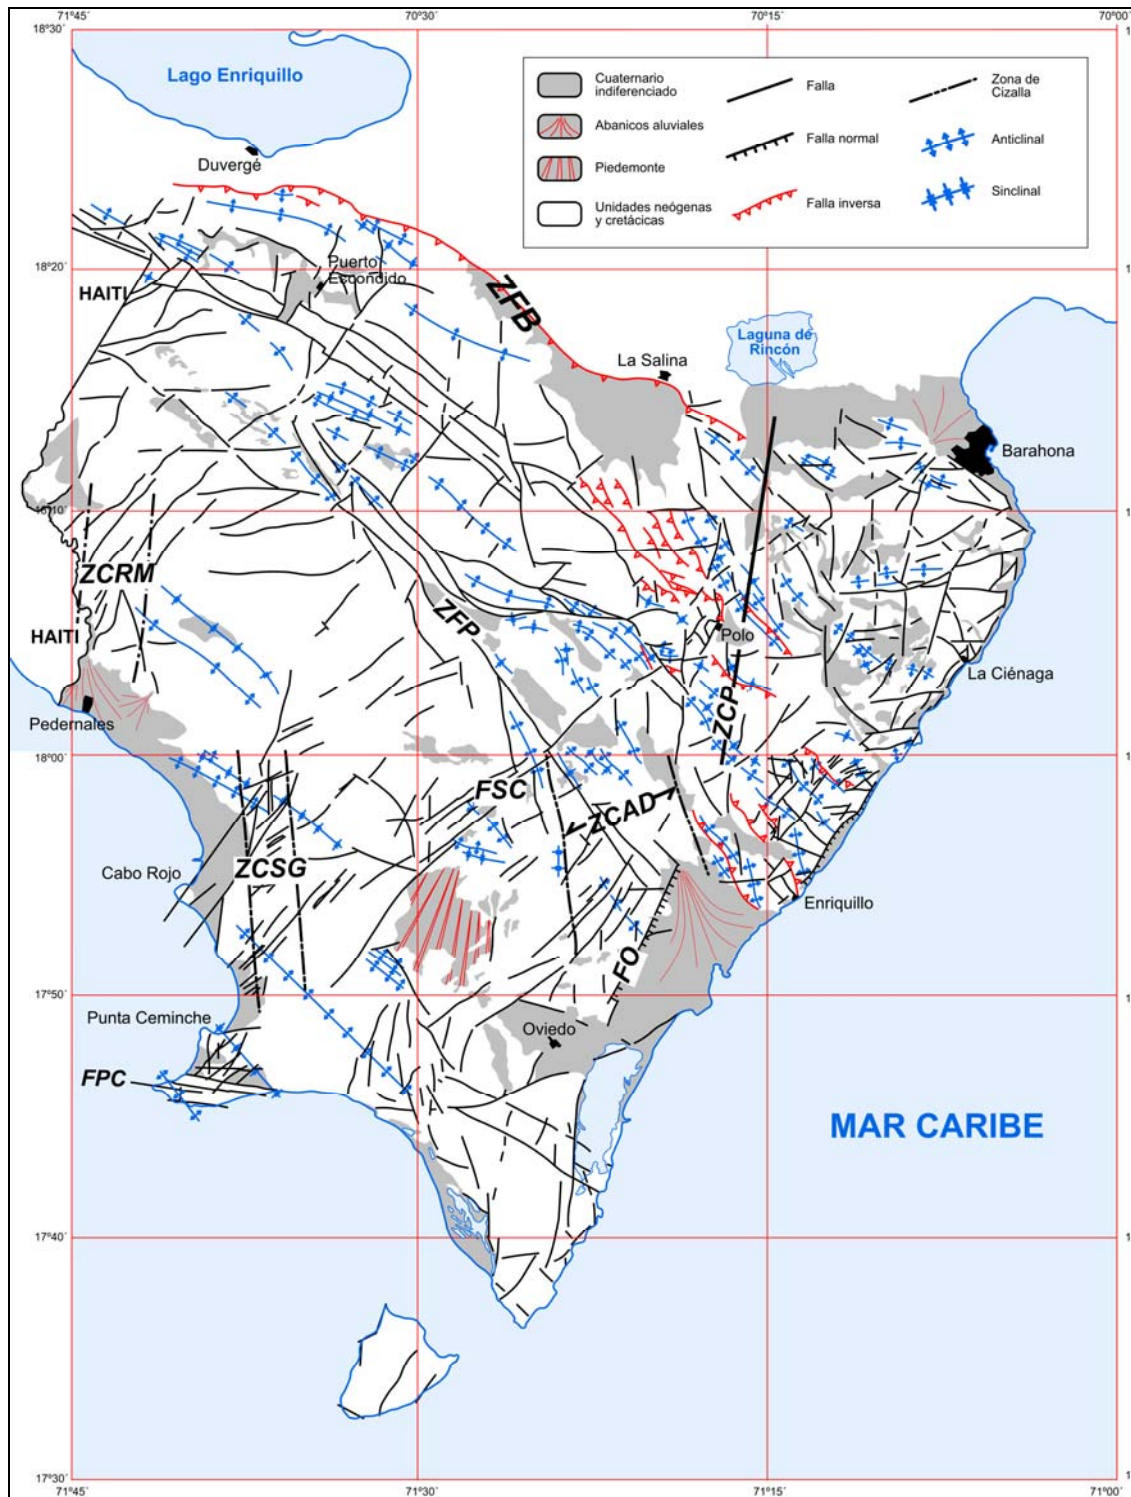 71°45´
70°30´
70°15´
70°00´
18°30´
Lago Enriquillo
Cuaternario
indiferenciado
Falla
Zona de
Cizalla
Abanicos aluviales
Falla normal
Anticlinal
Piedemonte
Unidades neógenas
y cretácicas
Falla inversa
Sinclinal
Duvergé
18°20´
Puerto
Escondido
HAITI
ZFB
Laguna de
Rincón
La Salina
Barahona
18°10´
ZCRM
ZFP
HAITI
Polo
La Ciénaga
ZCP
Pedernales
18°00´
FSC
ZCAD
Cabo Rojo
ZCSG
Enriquillo
FO
17°50´
Punta Ceminche
Oviedo
FPC
MAR CARIBE
17°40´
17°30´
71°45´
71°30´
71°15´
71°00´